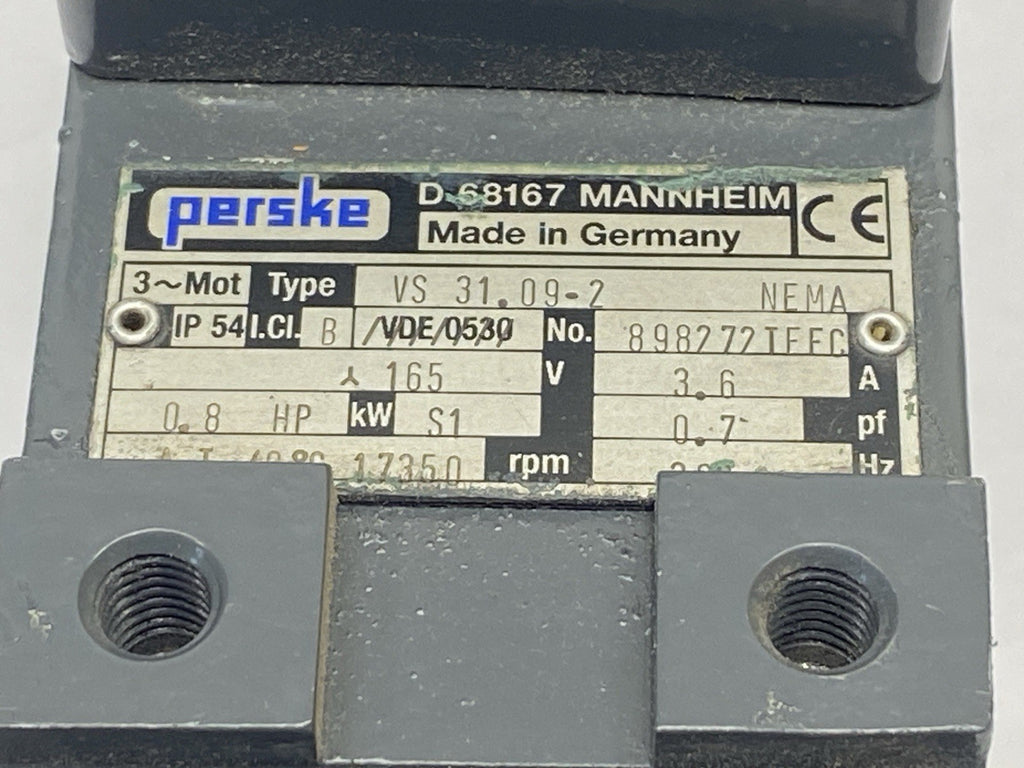 perske
D-68167 MANNHEIM
Made in Germany
CE
3~Mot Type VS 31.09-2 NEMA
IP 54 I.Cl. B VDE/0530 No. 898272TEFC
⅄ 165 V 3.6 A
0.8 HP kW S1 0.7 pf
17350 rpm Hz